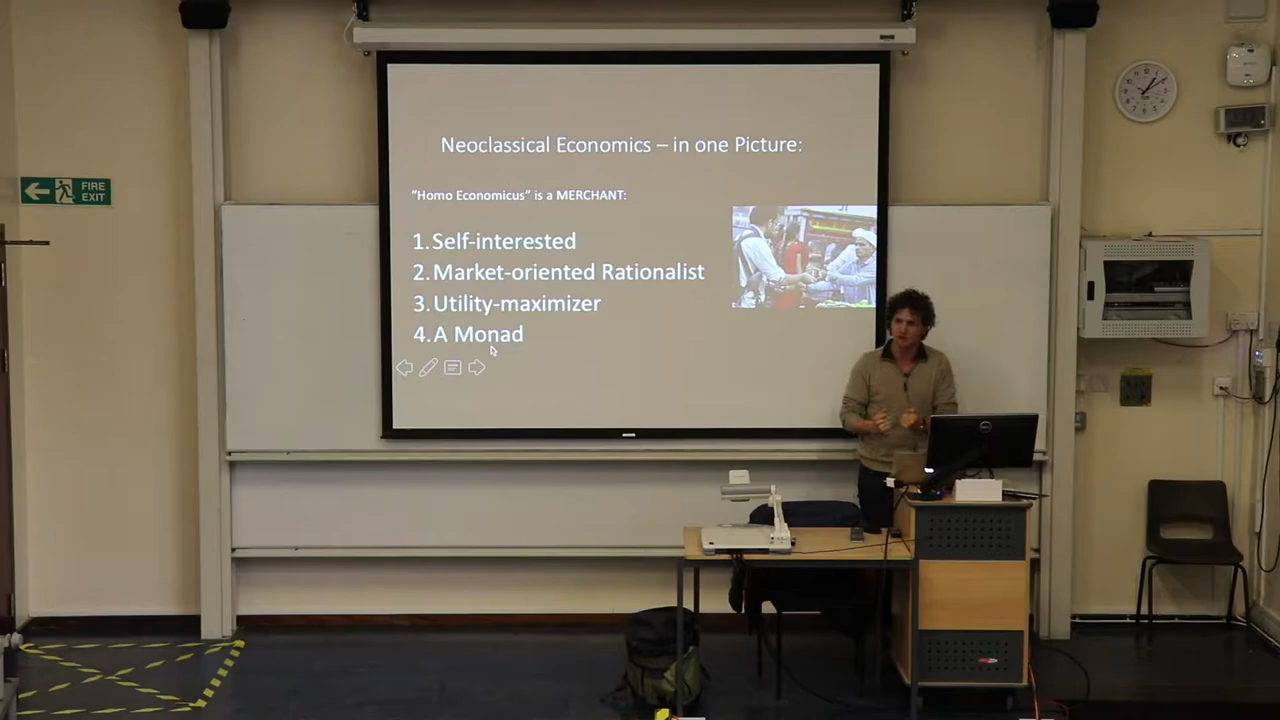 Neoclassical Economics – in one Picture:
“Homo Economicus” is a MERCHANT:
1. Self-interested
2. Market-oriented Rationalist
3. Utility-maximizer
4. A Monad
FIRE
EXIT
DELL